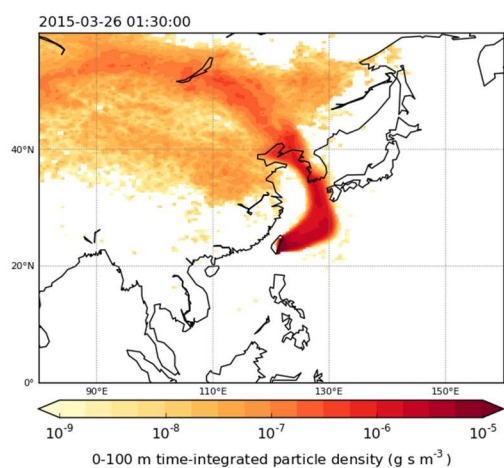 2015-03-26 01:30:00
40°N
20°N
0°
90°E
110°E
130°E
150°E
10⁻⁹
10⁻⁸
10⁻⁷
10⁻⁶
10⁻⁵
0-100 m time-integrated particle density (g s m⁻³)